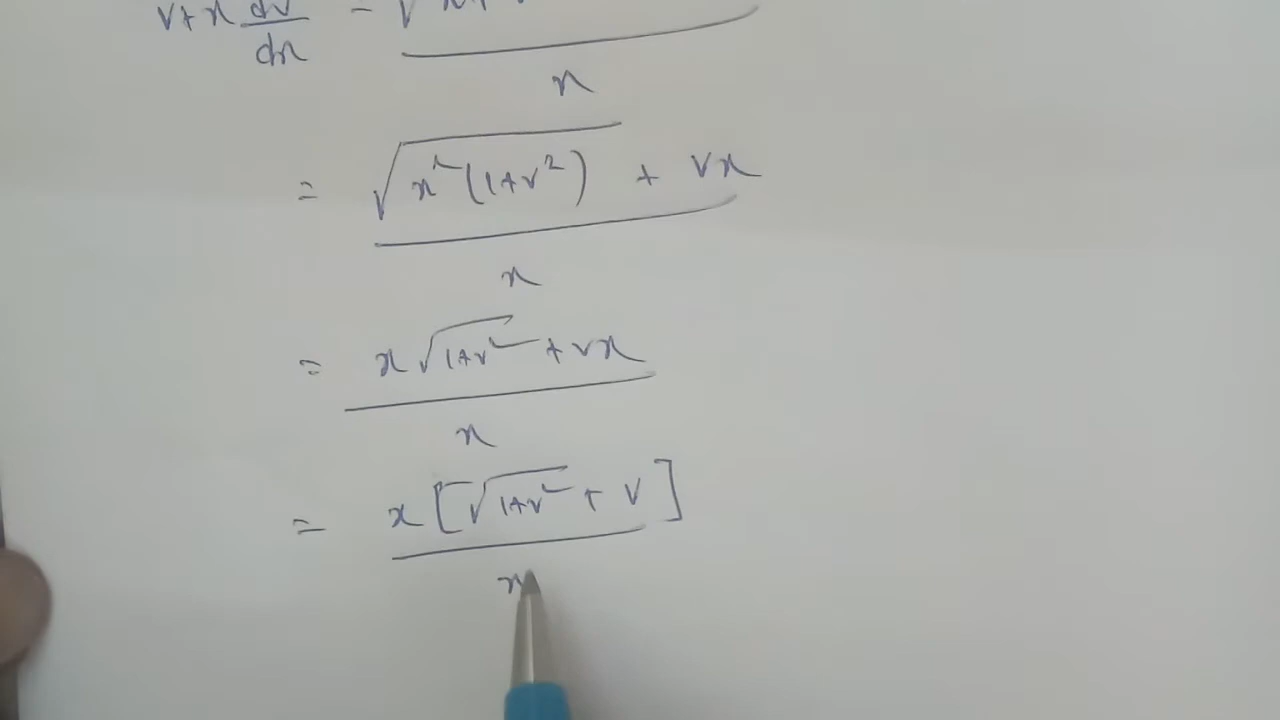 v+x dv/dx = √
x
= √x²(1+v²) + vx
x
= x√1+v² + vx
x
= x[√1+v² + v]
x